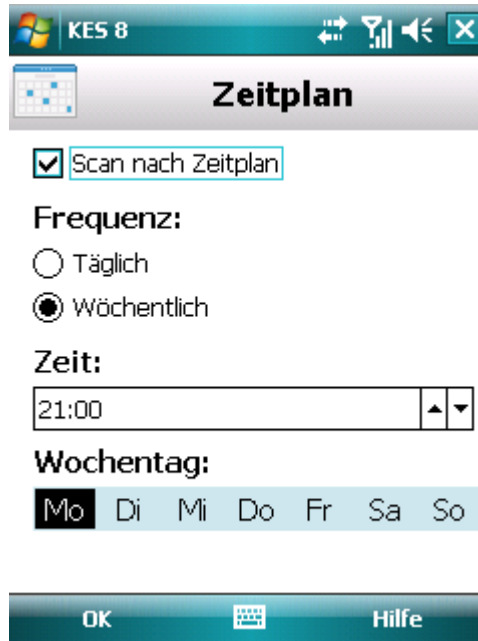 KES 8
Zeitplan
Scan nach Zeitplan
Frequenz:
Täglich
Wöchentlich
Zeit:
21:00
Wochentag:
Mo Di Mi Do Fr Sa So
OK Hilfe